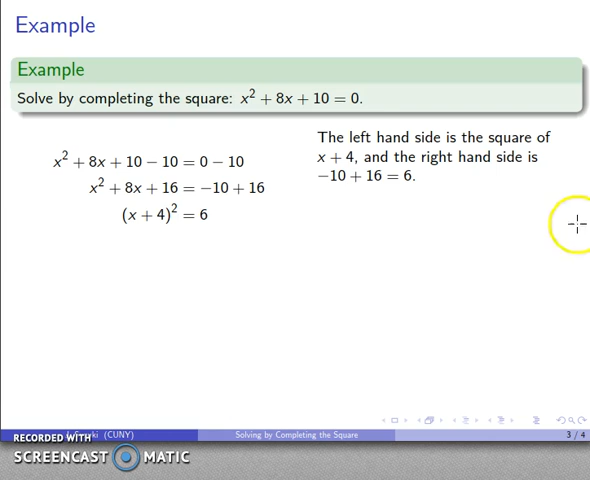 Example
Example
Solve by completing the square: x² + 8x + 10 = 0.
The left hand side is the square of
x + 4, and the right hand side is
−10 + 16 = 6.
x² + 8x + 10 − 10 = 0 − 10
x² + 8x + 16 = −10 + 16
(x + 4)² = 6
(CUNY)
Solving by Completing the Square
3 / 4
RECORDED WITH
SCREENCAST MATIC